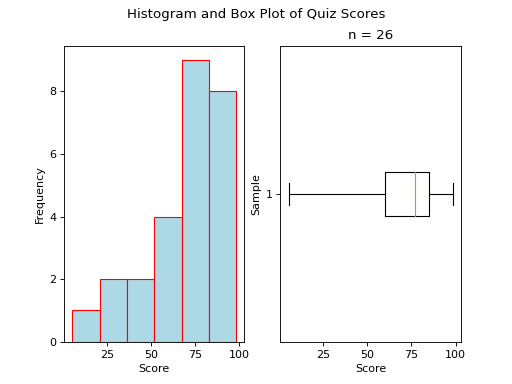 Histogram and Box Plot of Quiz Scores
n = 26
Frequency
8
6
4
2
0
25 50 75 100
Score
Sample
1
25 50 75 100
Score